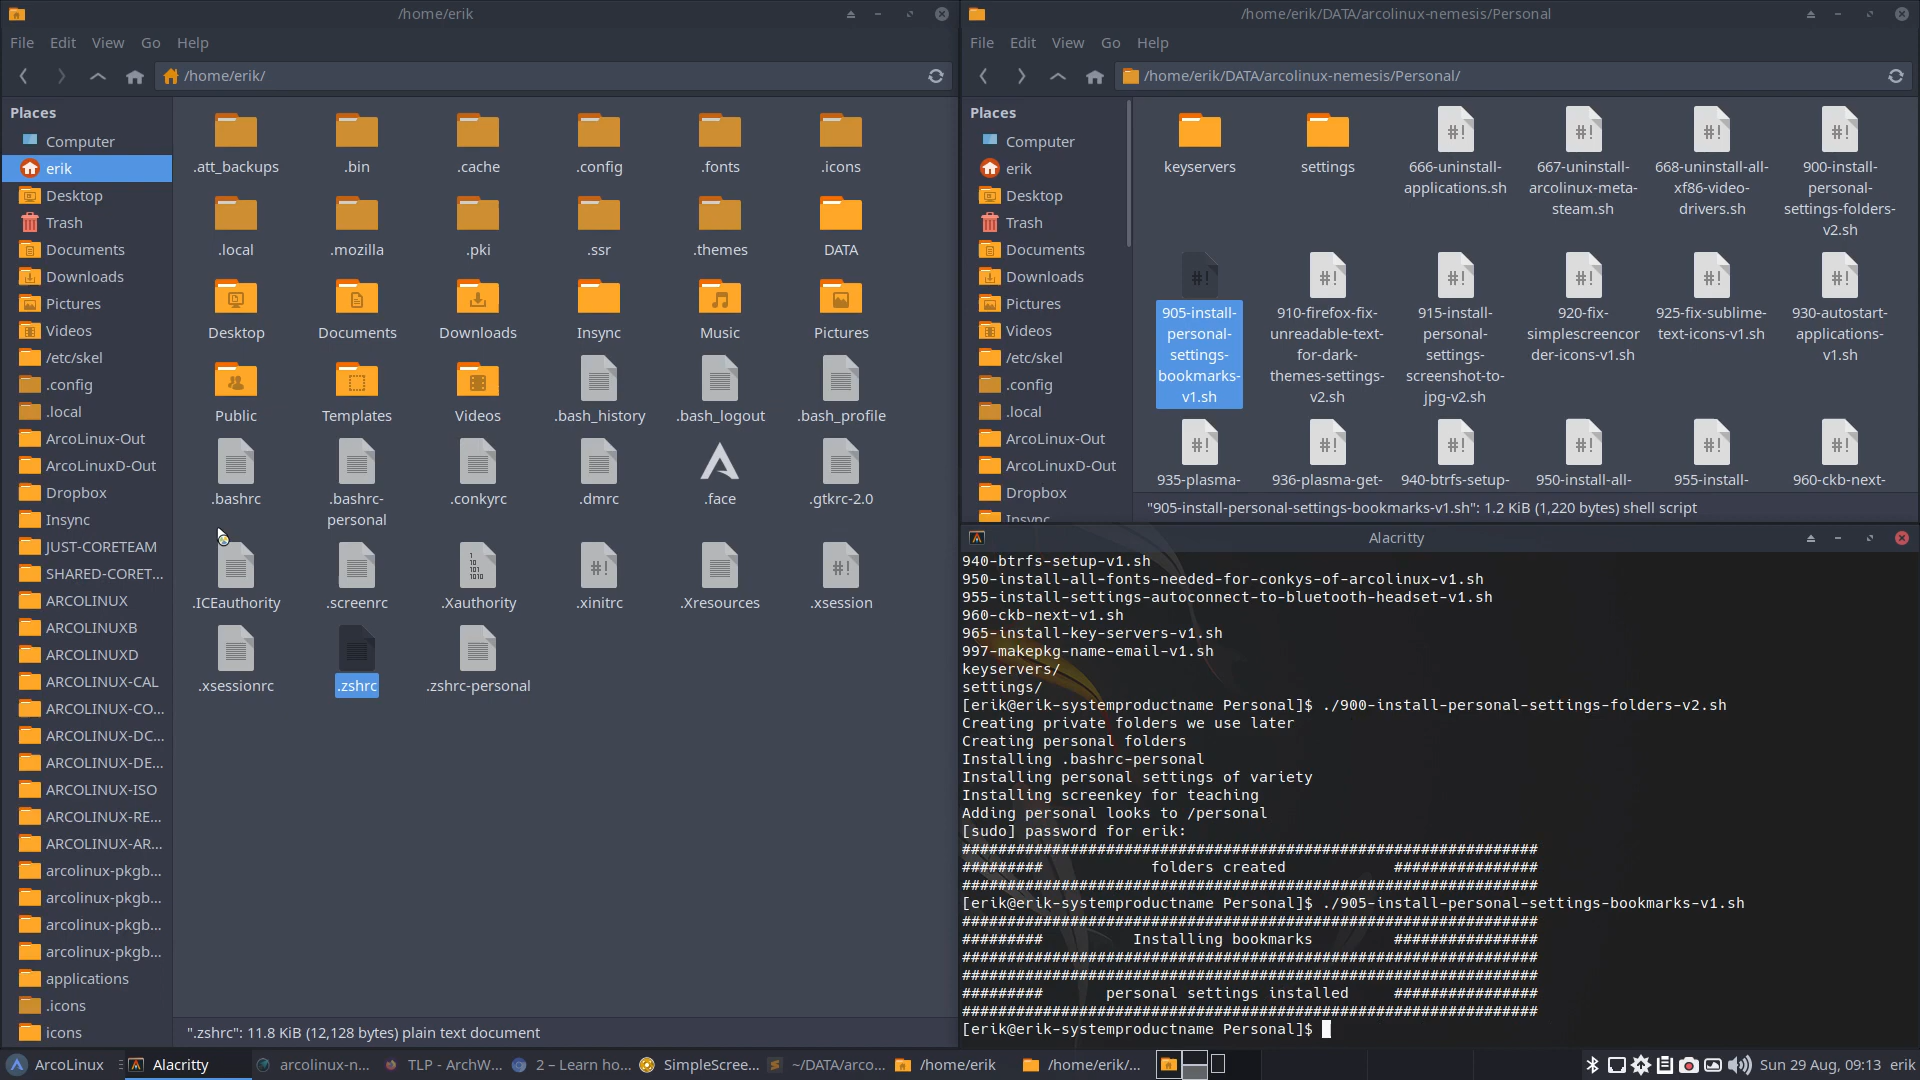 /home/erik
File Edit View Go Help
/home/erik/
Places
Computer
erik
Desktop
Trash
Documents
Downloads
Pictures
Videos
/etc/skel
.config
.local
ArcoLinux-Out
ArcoLinuxD-Out
Dropbox
Insync
JUST-CORETEAM
SHARED-CORET...
ARCOLINUX
ARCOLINUXB
ARCOLINUXD
ARCOLINUX-CAL
ARCOLINUX-CO...
ARCOLINUX-DC...
ARCOLINUX-DE...
ARCOLINUX-ISO
ARCOLINUX-RE...
ARCOLINUX-AR...
arcolinux-pkgb...
arcolinux-pkgb...
arcolinux-pkgb...
arcolinux-pkgb...
applications
.icons
icons
.att_backups .bin .cache .config .fonts .icons
.local .mozilla .pki .ssr .themes DATA
Desktop Documents Downloads Insync Music Pictures
Public Templates Videos .bash_history .bash_logout .bash_profile
.bashrc .bashrc-personal .conkyrc .dmrc .face .gtkrc-2.0
.ICEauthority .screenrc .Xauthority .xinitrc .Xresources .xsession
.xsessionrc .zshrc .zshrc-personal
".zshrc": 11.8 KiB (12,128 bytes) plain text document
/home/erik/DATA/arcolinux-nemesis/Personal
File Edit View Go Help
/home/erik/DATA/arcolinux-nemesis/Personal/
Places
Computer
erik
Desktop
Trash
Documents
Downloads
Pictures
Videos
/etc/skel
.config
.local
ArcoLinux-Out
ArcoLinuxD-Out
Dropbox
Insync
keyservers
settings
666-uninstall-
applications.sh
667-uninstall-
arcolinux-meta-
steam.sh
668-uninstall-all-
xf86-video-
drivers.sh
900-install-
personal-
settings-folders-
v2.sh
905-install-
personal-
settings-
bookmarks-
v1.sh
910-firefox-fix-
unreadable-text-
for-dark-
themes-settings-
v2.sh
915-install-
personal-
settings-
screenshot-to-
jpg-v2.sh
920-fix-
simplescreencor
der-icons-v1.sh
925-fix-sublime-
text-icons-v1.sh
930-autostart-
applications-
v1.sh
935-plasma- 936-plasma-get- 940-btrfs-setup- 950-install-all- 955-install- 960-ckb-next-
"905-install-personal-settings-bookmarks-v1.sh": 1.2 KiB (1,220 bytes) shell script
Alacritty
940-btrfs-setup-v1.sh
950-install-all-fonts-needed-for-conkys-of-arcolinux-v1.sh
955-install-settings-autoconnect-to-bluetooth-headset-v1.sh
960-ckb-next-v1.sh
965-install-key-servers-v1.sh
997-makepkg-name-email-v1.sh
keyservers/
settings/
[erik@erik-systemproductname Personal]$ ./900-install-personal-settings-folders-v2.sh
Creating private folders we use later
Creating personal folders
Installing .bashrc-personal
Installing personal settings of variety
Installing screenkey for teaching
Adding personal looks to /personal
[sudo] password for erik:
################################################################
#########            folders created            ################
################################################################
[erik@erik-systemproductname Personal]$ ./905-install-personal-settings-bookmarks-v1.sh
################################################################
#########          Installing bookmarks         ################
################################################################
################################################################
#########       personal settings installed     ################
################################################################
[erik@erik-systemproductname Personal]$
ArcoLinux Alacritty arcolinux-n... TLP - ArchW... 2 – Learn ho... SimpleScree... ~/DATA/arco... /home/erik /home/erik/... Sun 29 Aug, 09:13 erik